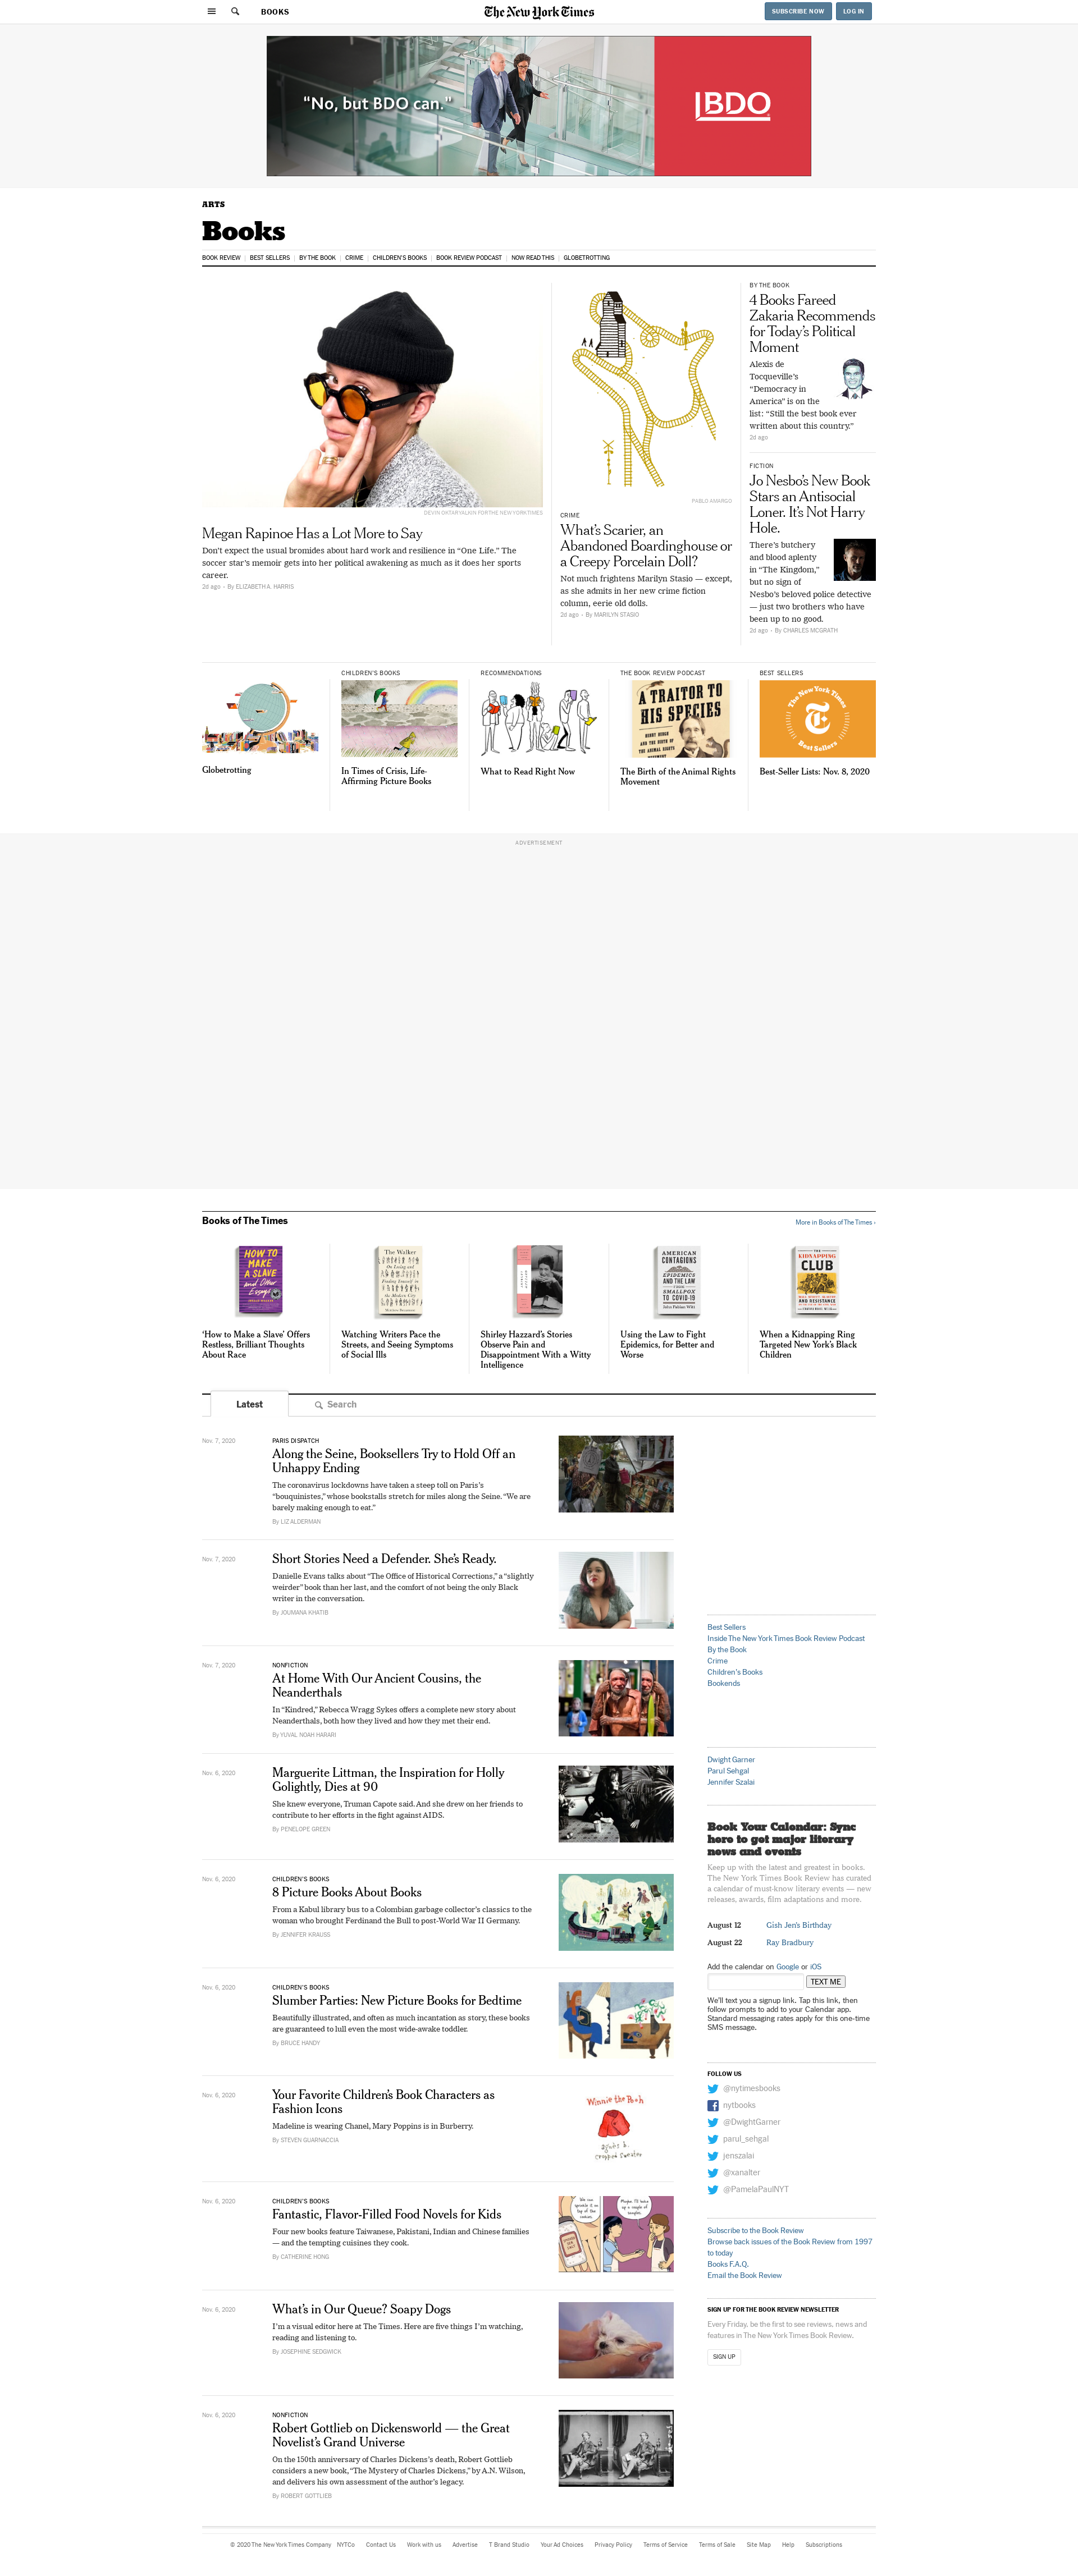 BOOKS
The New York Times
SUBSCRIBE NOW
LOG IN
“No, but BDO can.”
BDO
ARTS
Books
BOOK REVIEW
BEST SELLERS
BY THE BOOK
CRIME
CHILDREN'S BOOKS
BOOK REVIEW PODCAST
NOW READ THIS
GLOBETROTTING
DEVIN OKTAR YALKIN FOR THE NEW YORK TIMES
Megan Rapinoe Has a Lot More to Say
Don’t expect the usual bromides about hard work and resilience in “One Life.” The
soccer star’s memoir gets into her political awakening as much as it does her sports
career.
2d ago · By ELIZABETH A. HARRIS
PABLO AMARGO
CRIME
What’s Scarier, an
Abandoned Boardinghouse or
a Creepy Porcelain Doll?
Not much frightens Marilyn Stasio — except,
as she admits in her new crime fiction
column, eerie old dolls.
2d ago · By MARILYN STASIO
BY THE BOOK
4 Books Fareed
Zakaria Recommends
for Today’s Political
Moment
Alexis de
Tocqueville’s
“Democracy in
America” is on the
list: “Still the best book ever
written about this country.”
2d ago
FICTION
Jo Nesbo’s New Book
Stars an Antisocial
Loner. It’s Not Harry
Hole.
There’s butchery
and blood aplenty
in “The Kingdom,”
but no sign of
Nesbo’s beloved police detective
— just two brothers who have
been up to no good.
2d ago · By CHARLES MCGRATH
Globetrotting
CHILDREN'S BOOKS
In Times of Crisis, Life-
Affirming Picture Books
RECOMMENDATIONS
What to Read Right Now
THE BOOK REVIEW PODCAST
A TRAITOR TO
HIS SPECIES
The Birth of the Animal Rights
Movement
BEST SELLERS
The New York Times
Best Sellers
Best-Seller Lists: Nov. 8, 2020
ADVERTISEMENT
Books of The Times
More in Books of The Times ›
HOW TO
MAKE A
SLAVE
and Other
Essays
‘How to Make a Slave’ Offers
Restless, Brilliant Thoughts
About Race
The Walker
Watching Writers Pace the
Streets, and Seeing Symptoms
of Social Ills
Shirley Hazzard’s Stories
Observe Pain and
Disappointment With a Witty
Intelligence
AMERICAN
CONTAGIONS
EPIDEMICS
AND THE LAW
SMALLPOX
TO COVID-19
Using the Law to Fight
Epidemics, for Better and
Worse
THE
KIDNAPPING
CLUB
When a Kidnapping Ring
Targeted New York’s Black
Children
Latest
Search
Nov. 7, 2020
PARIS DISPATCH
Along the Seine, Booksellers Try to Hold Off an
Unhappy Ending
The coronavirus lockdowns have taken a steep toll on Paris’s
“bouquinistes,” whose bookstalls stretch for miles along the Seine. “We are
barely making enough to eat.”
By LIZ ALDERMAN
Nov. 7, 2020
Short Stories Need a Defender. She’s Ready.
Danielle Evans talks about “The Office of Historical Corrections,” a “slightly
weirder” book than her last, and the comfort of not being the only Black
writer in the conversation.
By JOUMANA KHATIB
Nov. 7, 2020
NONFICTION
At Home With Our Ancient Cousins, the
Neanderthals
In “Kindred,” Rebecca Wragg Sykes offers a complete new story about
Neanderthals, both how they lived and how they met their end.
By YUVAL NOAH HARARI
Nov. 6, 2020
Marguerite Littman, the Inspiration for Holly
Golightly, Dies at 90
She knew everyone, Truman Capote said. And she drew on her friends to
contribute to her efforts in the fight against AIDS.
By PENELOPE GREEN
Nov. 6, 2020
CHILDREN'S BOOKS
8 Picture Books About Books
From a Kabul library bus to a Colombian garbage collector’s classics to the
woman who brought Ferdinand the Bull to post-World War II Germany.
By JENNIFER KRAUSS
Nov. 6, 2020
CHILDREN'S BOOKS
Slumber Parties: New Picture Books for Bedtime
Beautifully illustrated, and often as much incantation as story, these books
are guaranteed to lull even the most wide-awake toddler.
By BRUCE HANDY
Nov. 6, 2020
Your Favorite Children’s Book Characters as
Fashion Icons
Madeline is wearing Chanel, Mary Poppins is in Burberry.
By STEVEN GUARNACCIA
Winnie the Pooh
agnès b.
cropped sweater
Nov. 6, 2020
CHILDREN'S BOOKS
Fantastic, Flavor-Filled Food Novels for Kids
Four new books feature Taiwanese, Pakistani, Indian and Chinese families
— and the tempting cuisines they cook.
By CATHERINE HONG
Nov. 6, 2020
What’s in Our Queue? Soapy Dogs
I’m a visual editor here at The Times. Here are five things I’m watching,
reading and listening to.
By JOSEPHINE SEDGWICK
Nov. 6, 2020
NONFICTION
Robert Gottlieb on Dickensworld — the Great
Novelist’s Grand Universe
On the 150th anniversary of Charles Dickens’s death, Robert Gottlieb
considers a new book, “The Mystery of Charles Dickens,” by A.N. Wilson,
and delivers his own assessment of the author’s legacy.
By ROBERT GOTTLIEB
Best Sellers
Inside The New York Times Book Review Podcast
By the Book
Crime
Children's Books
Bookends
Dwight Garner
Parul Sehgal
Jennifer Szalai
Book Your Calendar: Sync
here to get major literary
news and events
Keep up with the latest and greatest in books.
The New York Times Book Review has curated
a calendar of must-know literary events — new
releases, awards, film adaptations and more.
August 12 Gish Jen's Birthday
August 22 Ray Bradbury
Add the calendar on Google or iOS
TEXT ME
We'll text you a signup link. Tap this link, then
follow prompts to add to your Calendar app.
Standard messaging rates apply for this one-time
SMS message.
FOLLOW US
@nytimesbooks
nytbooks
@DwightGarner
parul_sehgal
jenszalai
@xanalter
@PamelaPaulNYT
Subscribe to the Book Review
Browse back issues of the Book Review from 1997
to today
Books F.A.Q.
Email the Book Review
SIGN UP FOR THE BOOK REVIEW NEWSLETTER
Every Friday, be the first to see reviews, news and
features in The New York Times Book Review.
SIGN UP
© 2020 The New York Times Company
NYTCo
Contact Us
Work with us
Advertise
T Brand Studio
Your Ad Choices
Privacy Policy
Terms of Service
Terms of Sale
Site Map
Help
Subscriptions